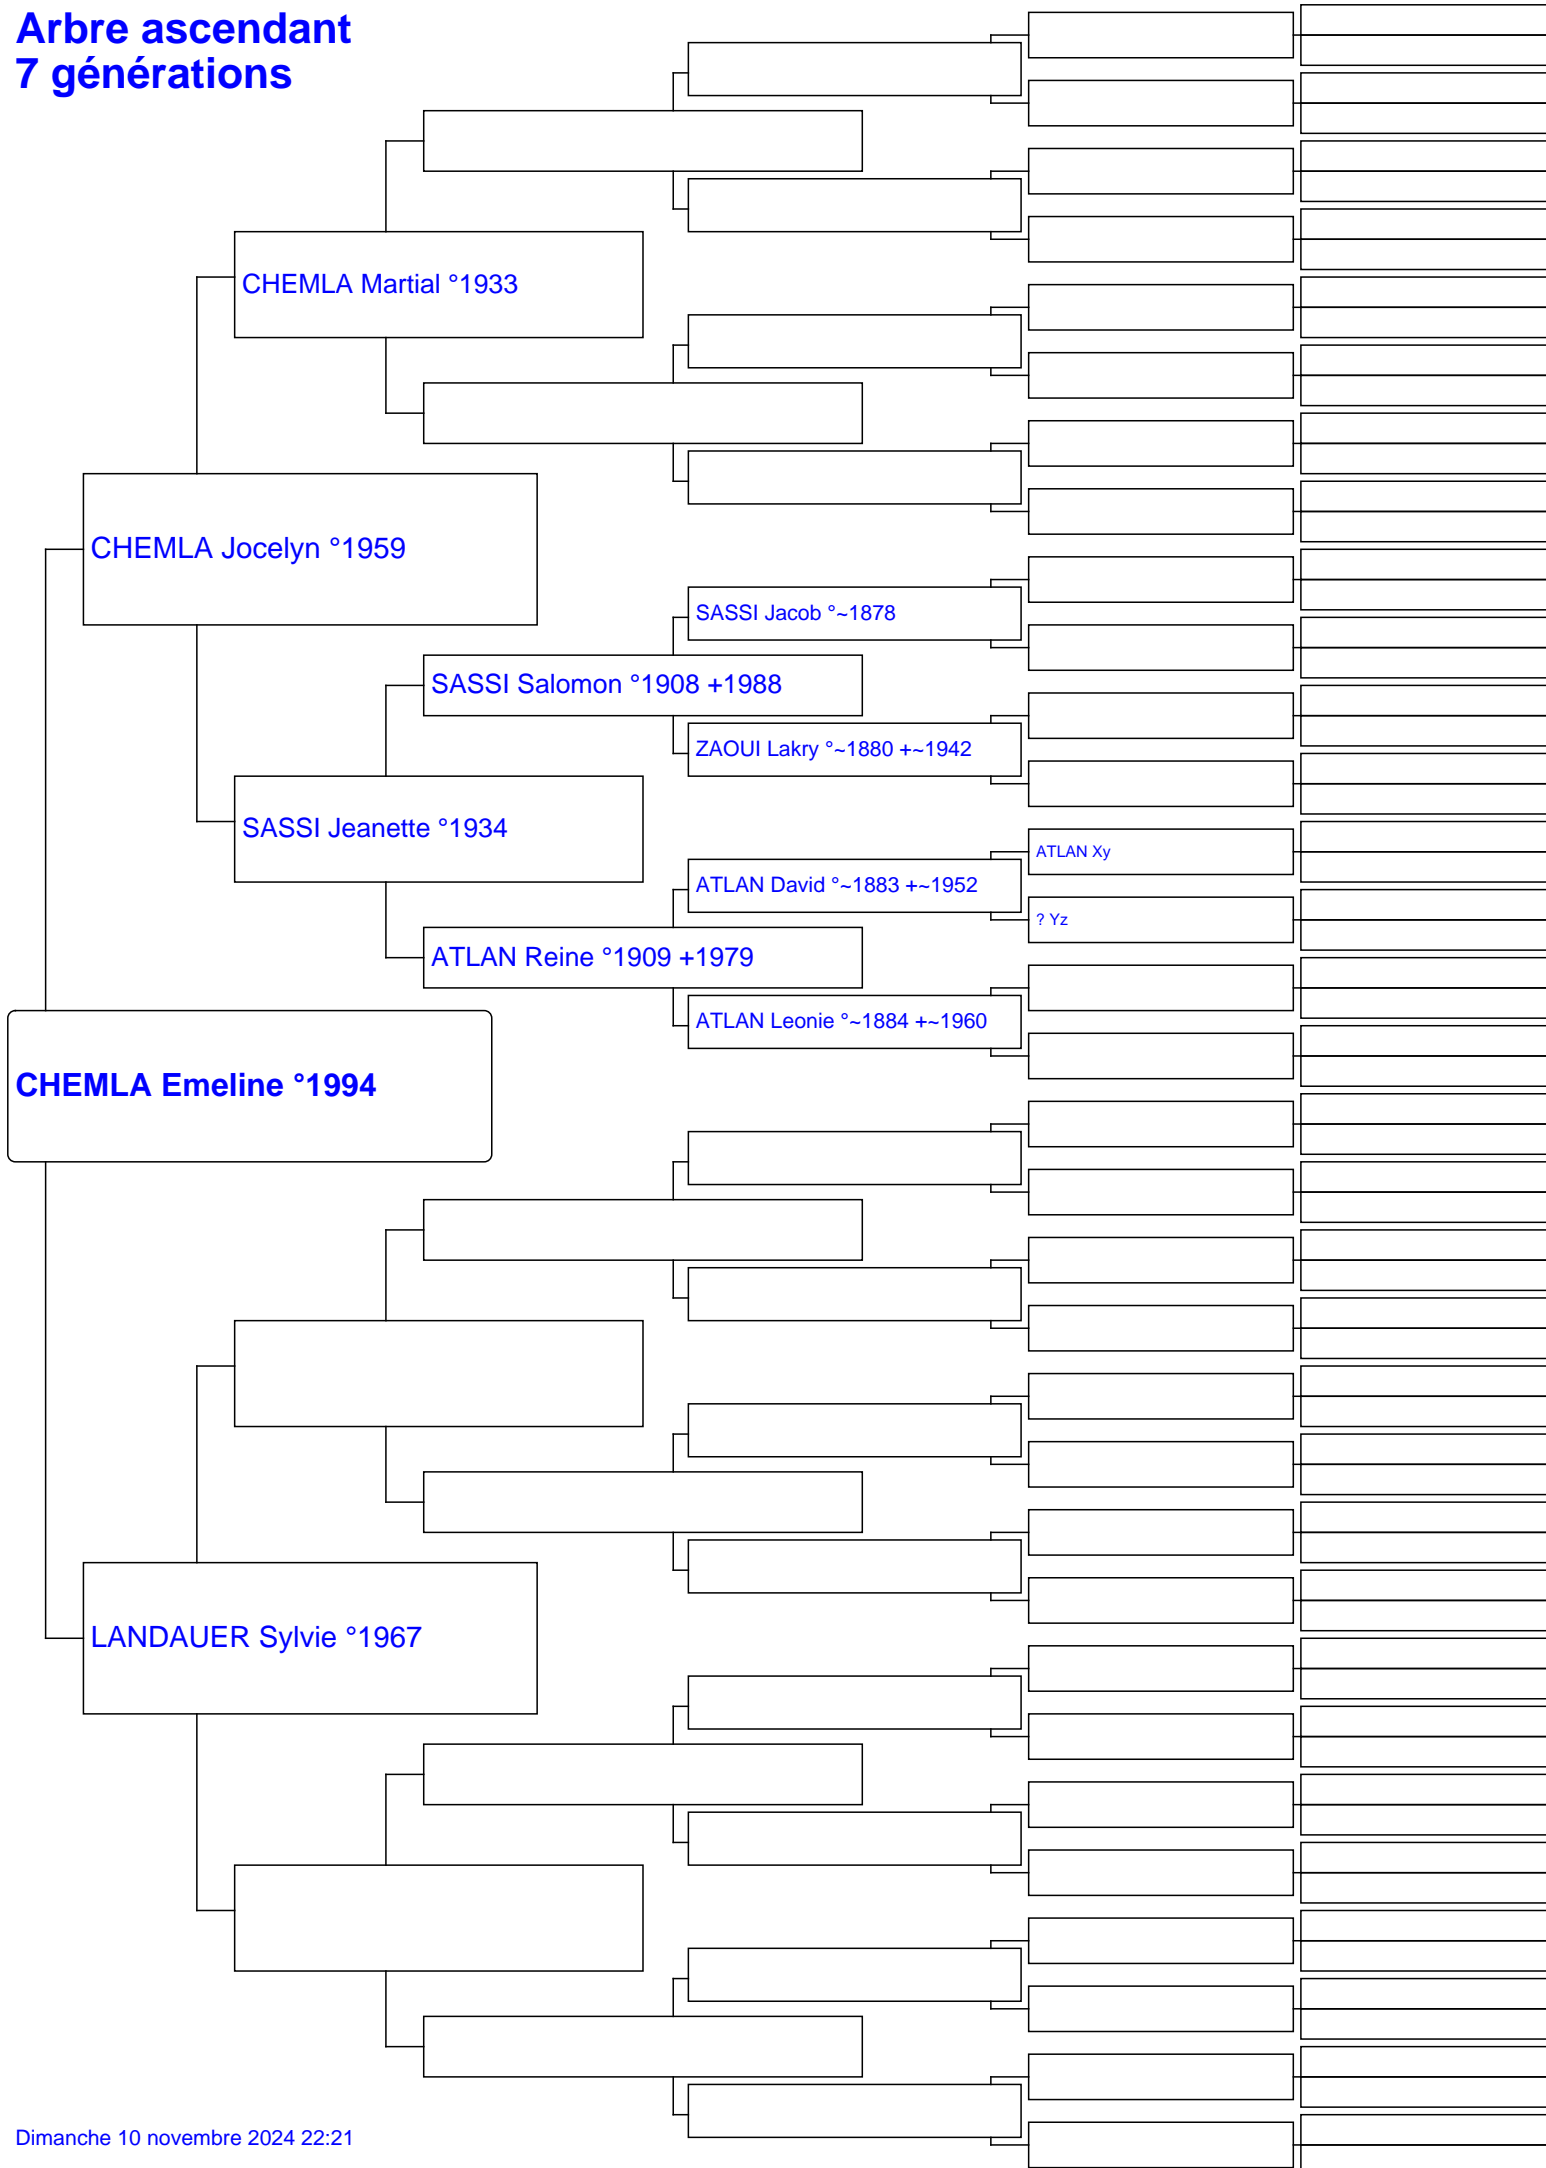 Arbre ascendant
7 générations
CHEMLA Martial °1933
CHEMLA Jocelyn °1959
SASSI Jacob °~1878
SASSI Salomon °1908 +1988
ZAOUI Lakry °~1880 +~1942
SASSI Jeanette °1934
ATLAN Xy
ATLAN David °~1883 +~1952
? Yz
ATLAN Reine °1909 +1979
ATLAN Leonie °~1884 +~1960
CHEMLA Emeline °1994
LANDAUER Sylvie °1967
Dimanche 10 novembre 2024 22:21